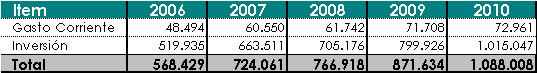 Item 2006 2007 2008 2009 2010
Gasto Corriente 48.494 60.550 61.742 71.708 72.961
Inversión 519.935 663.511 705.176 799.926 1.015.047
Total 568.429 724.061 766.918 871.634 1.088.008